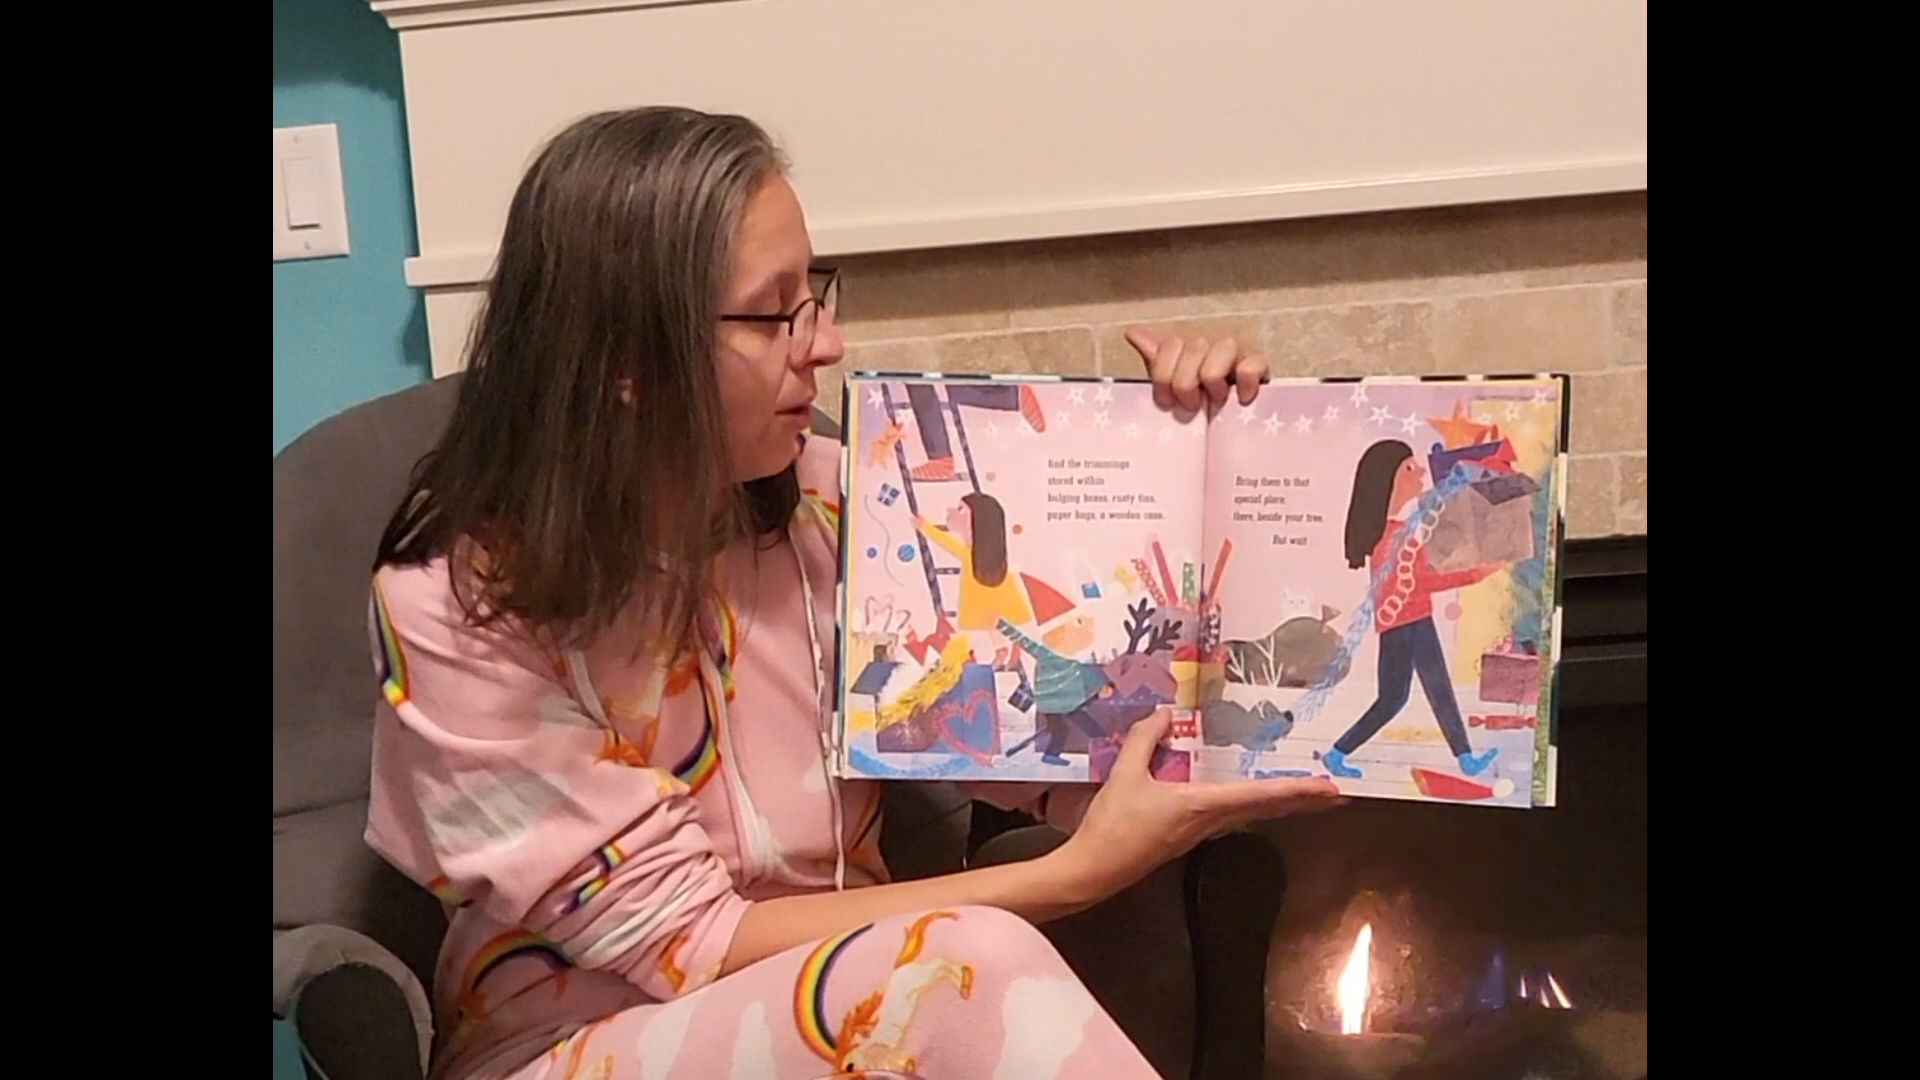 find the trimmings
stored within
bulging boxes, rusty tins,
paper bags, a wooden case.
Bring them to that
special place,
there, beside your tree.
But wait